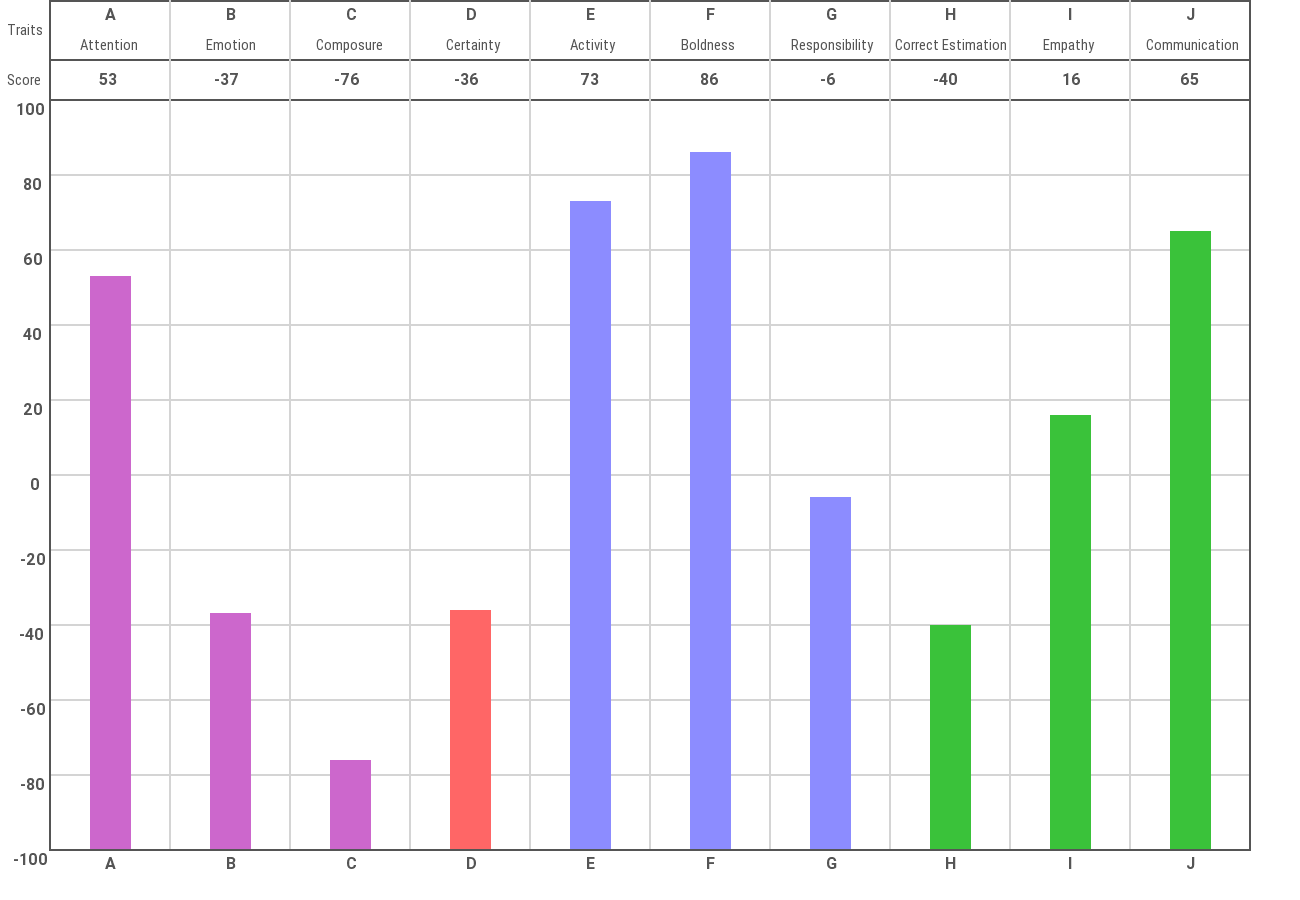 A B C D E F G H I J
Traits
Attention Emotion Composure Certainty Activity Boldness Responsibility Correct Estimation Empathy Communication
Score 53 -37 -76 -36 73 86 -6 -40 16 65
100
80
60
40
20
0
-20
-40
-60
-80
-100
A B C D E F G H I J